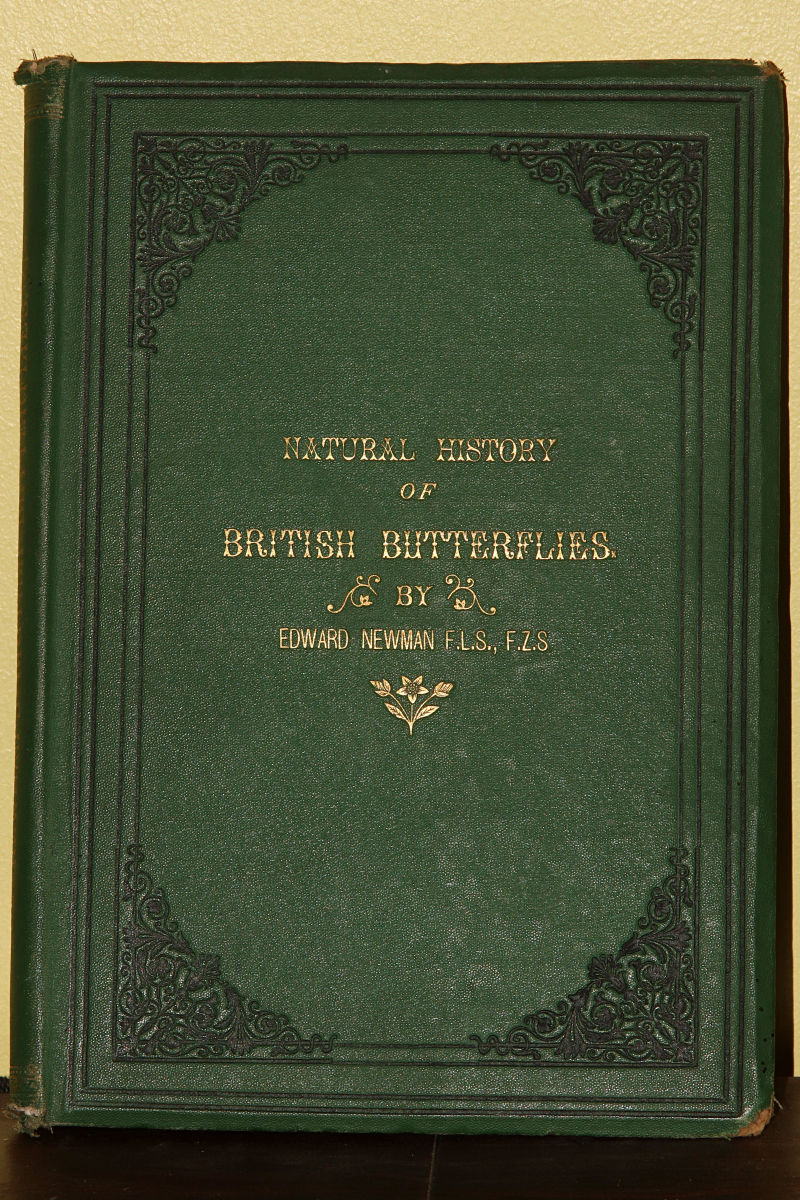 NATURAL HISTORY
OF
BRITISH BUTTERFLIES.
BY
EDWARD NEWMAN F.L.S., F.Z.S